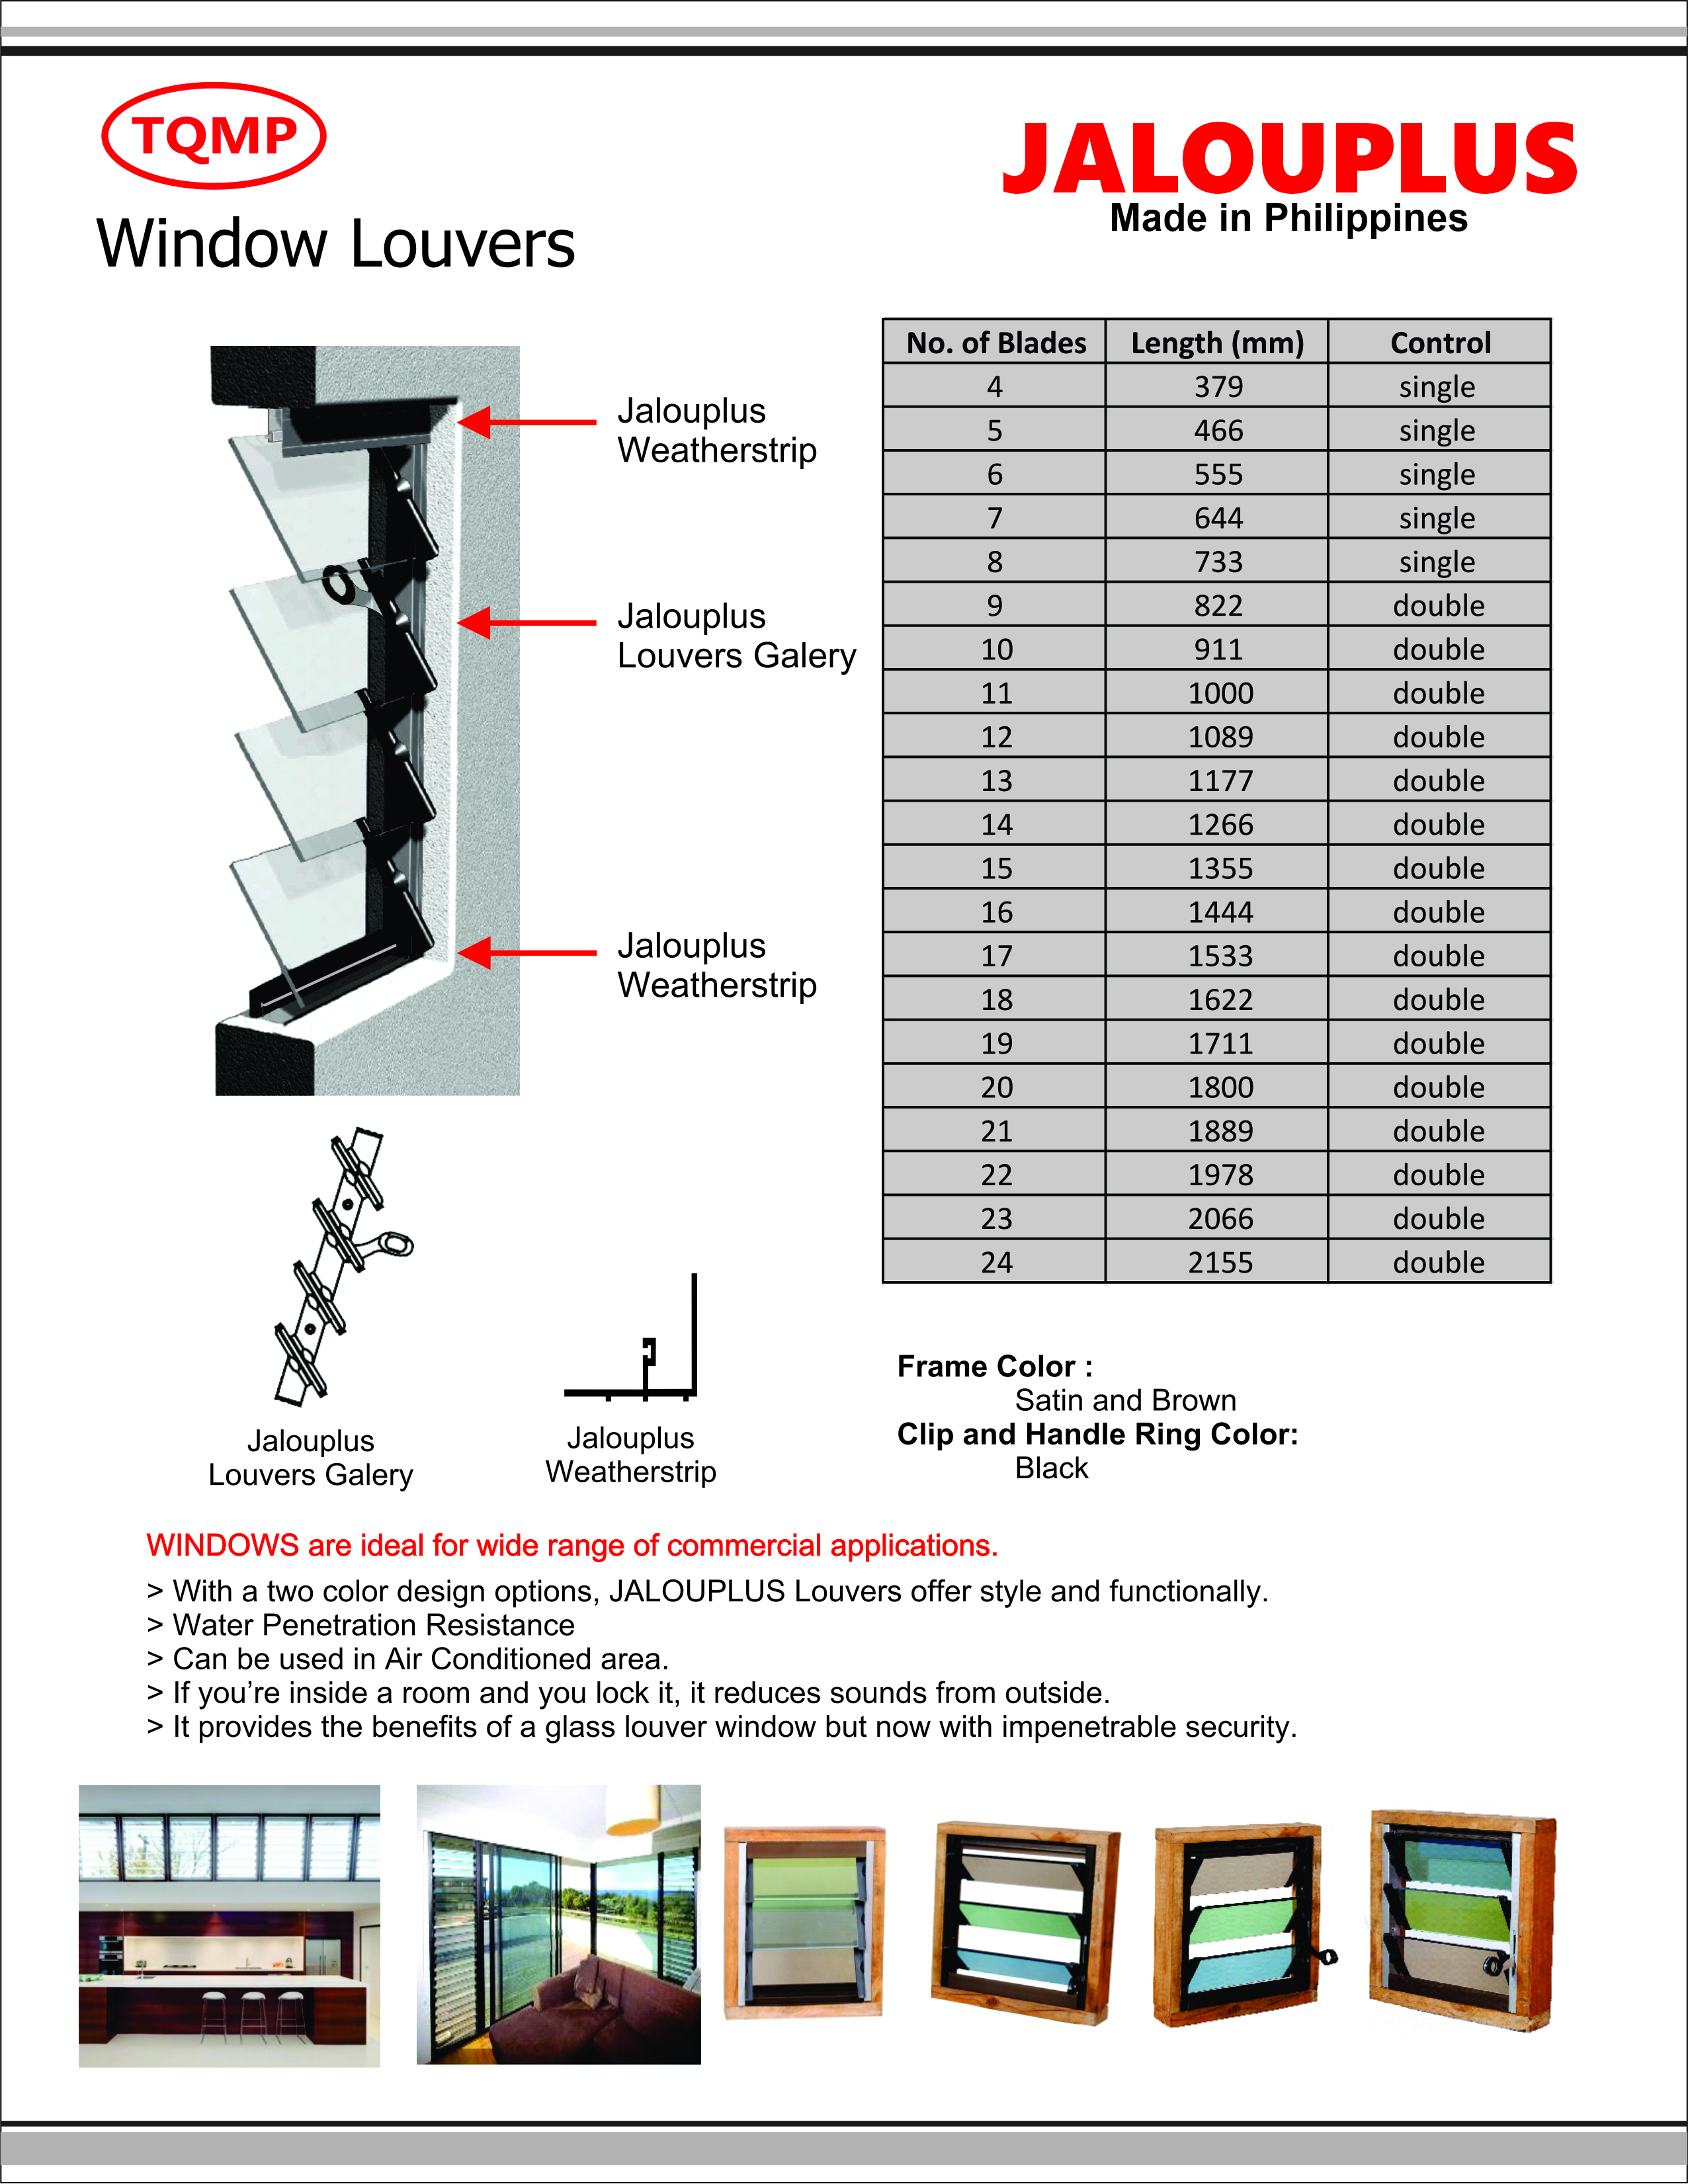 TQMP
Window Louvers
JALOUPLUS
Made in Philippines
Jalouplus
Weatherstrip
Jalouplus
Louvers Galery
Jalouplus
Weatherstrip
No. of Blades Length (mm) Control
4 379 single
5 466 single
6 555 single
7 644 single
8 733 single
9 822 double
10 911 double
11 1000 double
12 1089 double
13 1177 double
14 1266 double
15 1355 double
16 1444 double
17 1533 double
18 1622 double
19 1711 double
20 1800 double
21 1889 double
22 1978 double
23 2066 double
24 2155 double
Jalouplus
Louvers Galery
Jalouplus
Weatherstrip
Frame Color :
Satin and Brown
Clip and Handle Ring Color:
Black
WINDOWS are ideal for wide range of commercial applications.
> With a two color design options, JALOUPLUS Louvers offer style and functionally.
> Water Penetration Resistance
> Can be used in Air Conditioned area.
> If you’re inside a room and you lock it, it reduces sounds from outside.
> It provides the benefits of a glass louver window but now with impenetrable security.